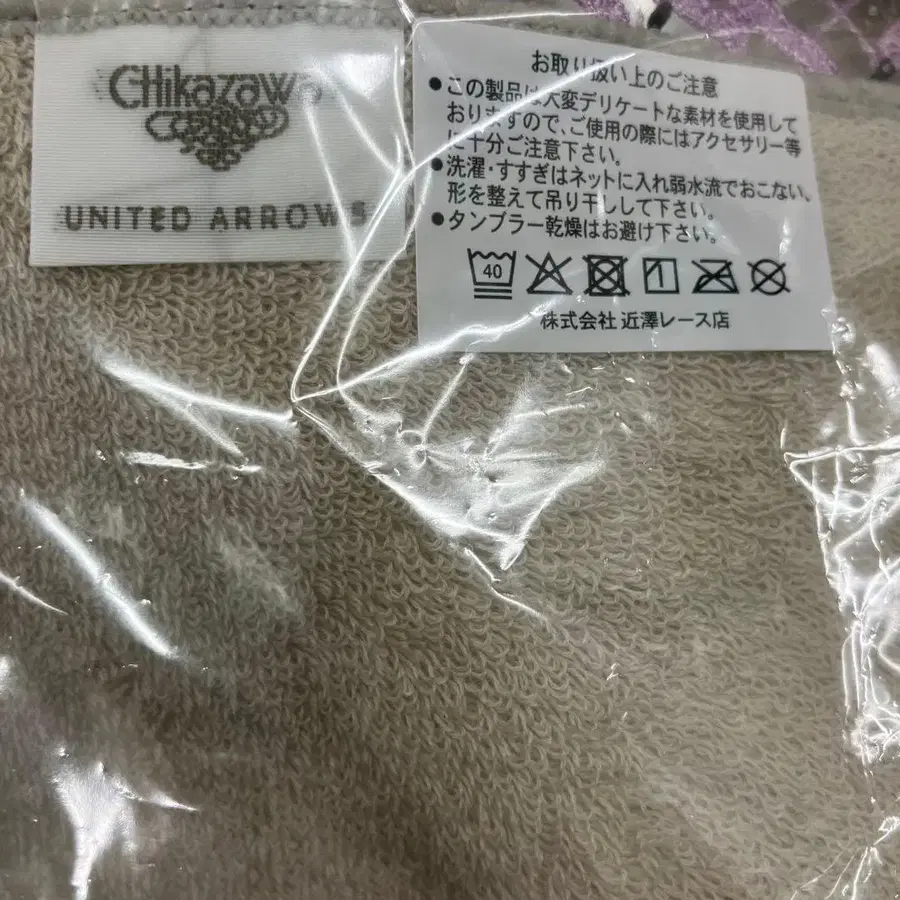 Chikazawa
UNITED ARROWS
お取り扱い上のご注意
●この製品は大変デリケートな素材を使用して
おりますので、ご使用の際にはアクセサリー等
に十分ご注意下さい。
●洗濯・すすぎはネットに入れ弱水流でおこない、
形を整えて吊り干しして下さい。
●タンブラー乾燥はお避け下さい。
40
株式会社 近澤レース店